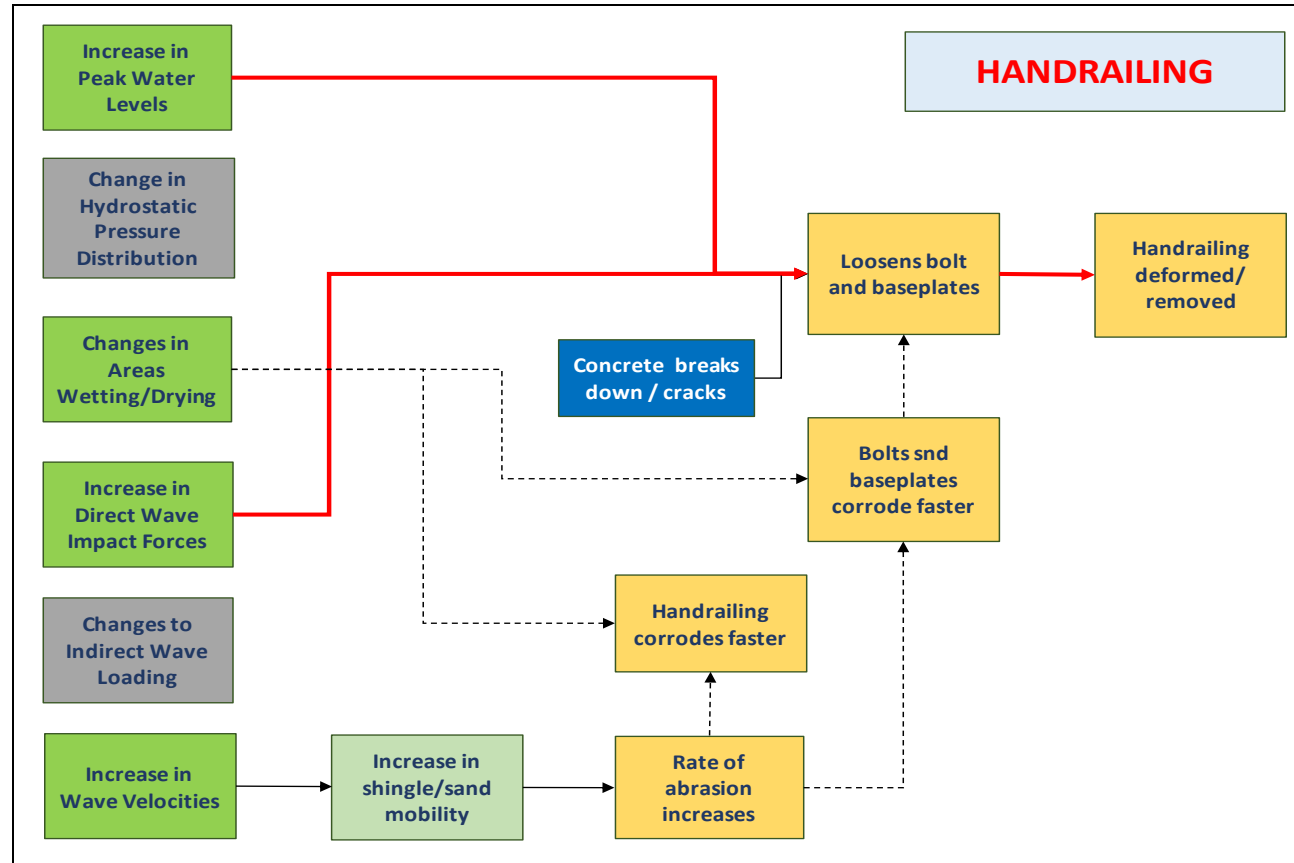 Increase in
Peak Water
Levels
HANDRAILING
Change in
Hydrostatic
Pressure
Distribution
Loosens bolt
and baseplates
Handrailing
deformed/
removed
Changes in
Areas
Wetting/Drying
Concrete breaks
down / cracks
Bolts snd
baseplates
corrode faster
Increase in
Direct Wave
Impact Forces
Handrailing
corrodes faster
Changes to
Indirect Wave
Loading
Increase in
Wave Velocities
Increase in
shingle/sand
mobility
Rate of
abrasion
increases